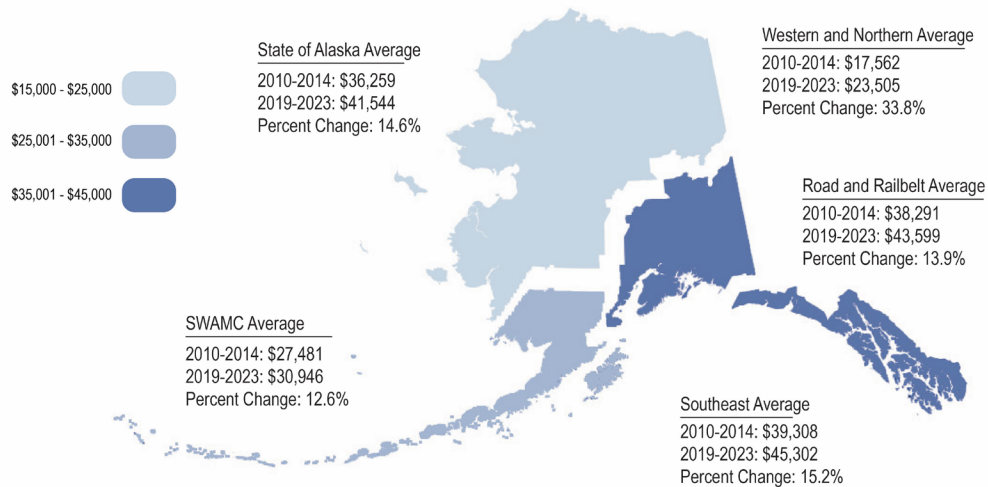 State of Alaska Average
2010-2014: $36,259
2019-2023: $41,544
Percent Change: 14.6%
Western and Northern Average
2010-2014: $17,562
2019-2023: $23,505
Percent Change: 33.8%
$15,000 - $25,000
$25,001 - $35,000
$35,001 - $45,000
Road and Railbelt Average
2010-2014: $38,291
2019-2023: $43,599
Percent Change: 13.9%
SWAMC Average
2010-2014: $27,481
2019-2023: $30,946
Percent Change: 12.6%
Southeast Average
2010-2014: $39,308
2019-2023: $45,302
Percent Change: 15.2%